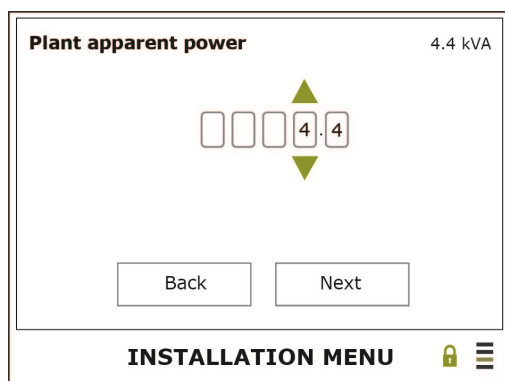 Plant apparent power 4.4 kVA
4.4
Back Next
INSTALLATION MENU